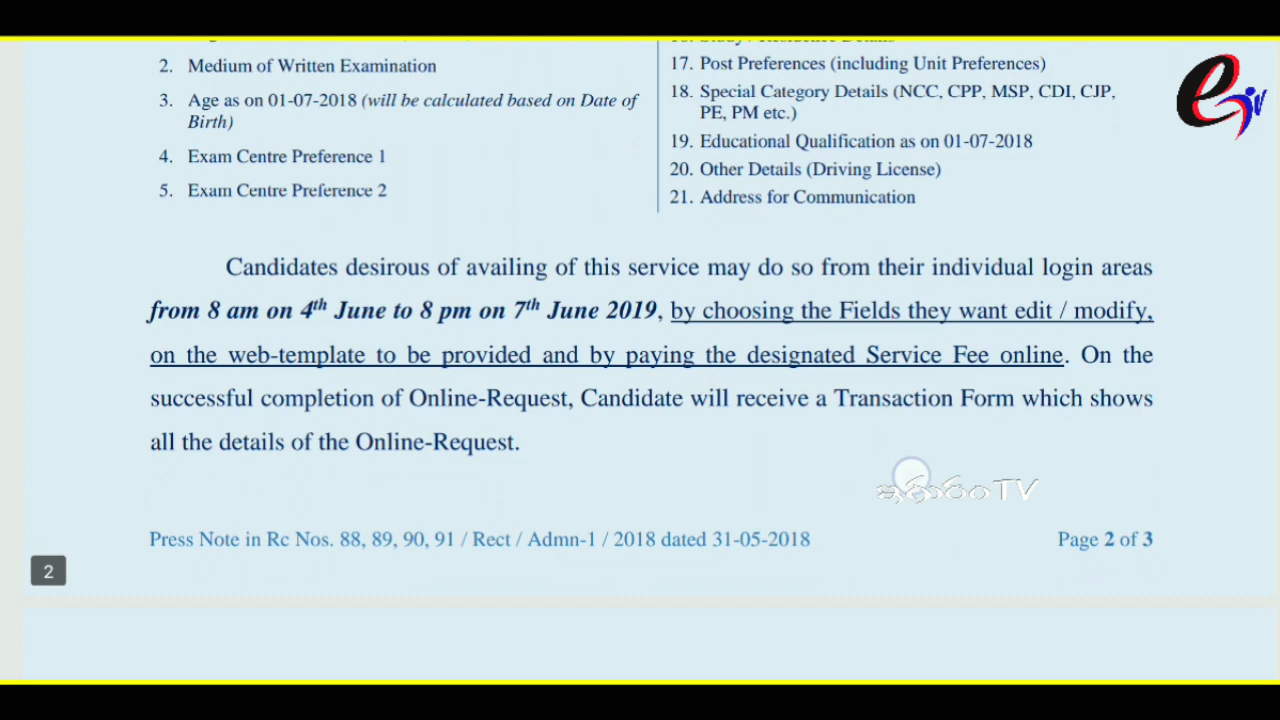 2. Medium of Written Examination
3. Age as on 01-07-2018 (will be calculated based on Date of
Birth)
4. Exam Centre Preference 1
5. Exam Centre Preference 2
17. Post Preferences (including Unit Preferences)
18. Special Category Details (NCC, CPP, MSP, CDI, CJP,
PE, PM etc.)
19. Educational Qualification as on 01-07-2018
20. Other Details (Driving License)
21. Address for Communication
Candidates desirous of availing of this service may do so from their individual login areas
from 8 am on 4th June to 8 pm on 7th June 2019, by choosing the Fields they want edit / modify,
on the web-template to be provided and by paying the designated Service Fee online. On the
successful completion of Online-Request, Candidate will receive a Transaction Form which shows
all the details of the Online-Request.
TV
Press Note in Rc Nos. 88, 89, 90, 91 / Rect / Admn-1 / 2018 dated 31-05-2018
Page 2 of 3
2